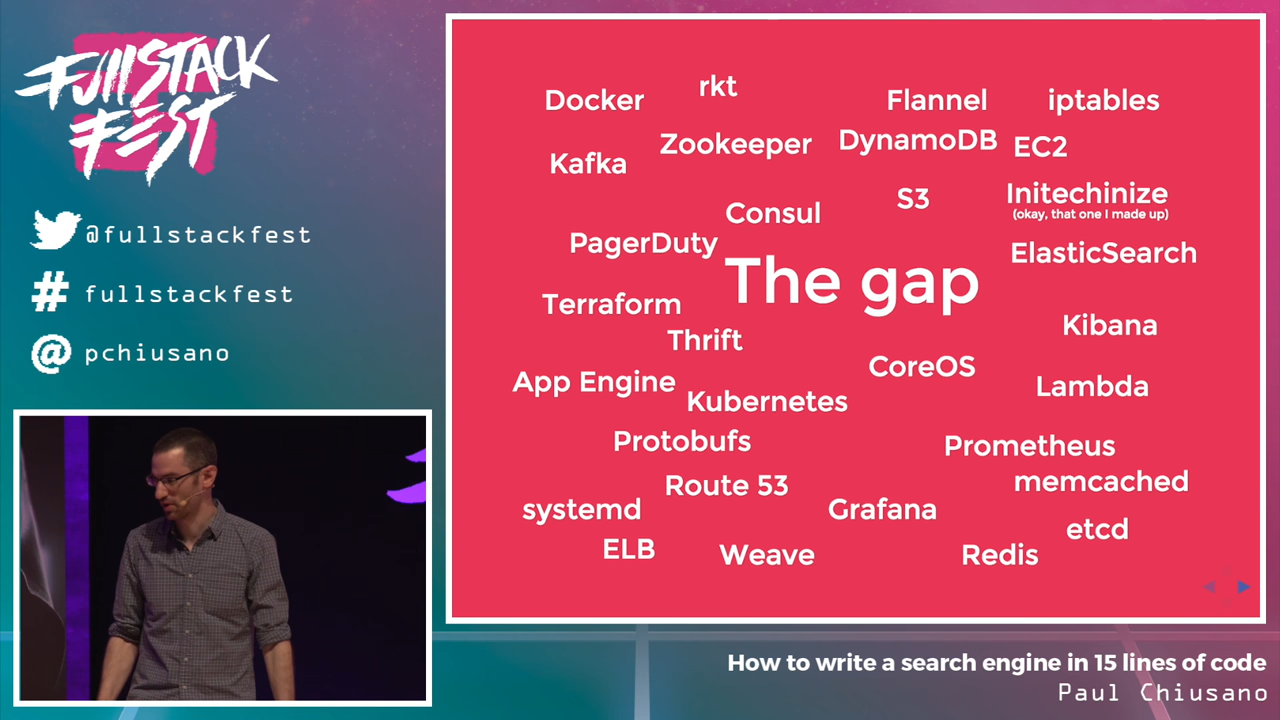 FullSTACK
FEST
@fullstackfest
# fullstackfest
@ pchiusano
rkt
Docker
Flannel
iptables
Zookeeper
DynamoDB
EC2
Kafka
S3
Initechinize
(okay, that one I made up)
Consul
PagerDuty
ElasticSearch
The gap
Terraform
Kibana
Thrift
CoreOS
App Engine
Lambda
Kubernetes
Protobufs
Prometheus
Route 53
memcached
systemd
Grafana
etcd
ELB
Weave
Redis
How to write a search engine in 15 lines of code
Paul Chiusano